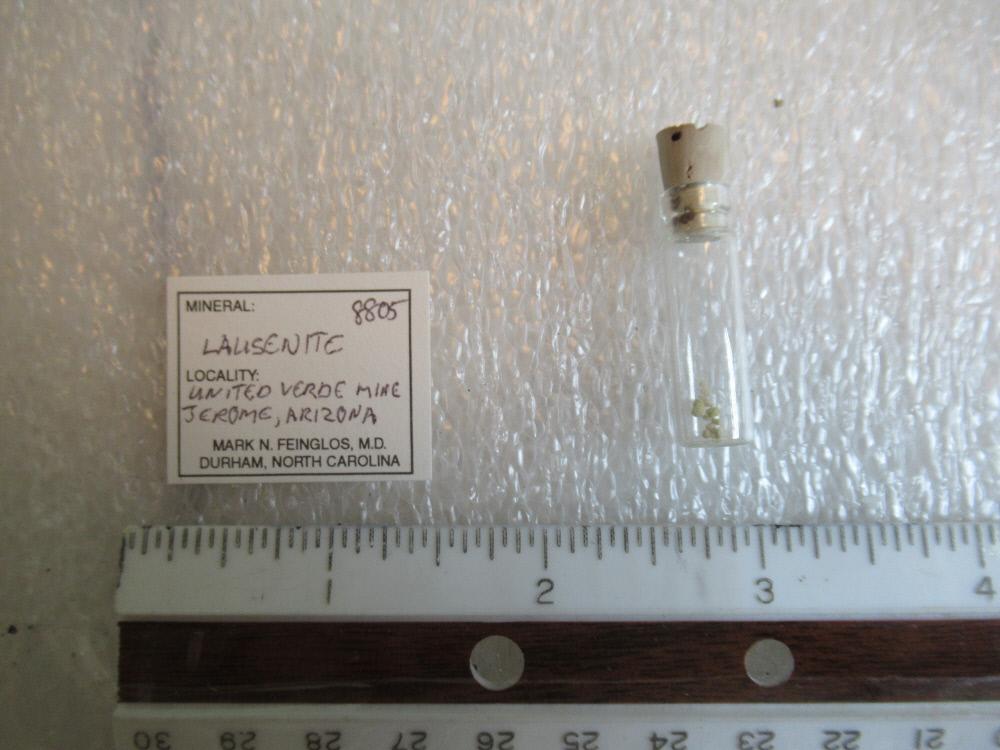 MINERAL: 8805
LAUSENITE
LOCALITY:
UNITED VERDE MINE
JEROME, ARIZONA
MARK N. FEINGLOS, M.D.
DURHAM, NORTH CAROLINA
1 2 3 4
30 29 28 27 26 25 24 23 22 21